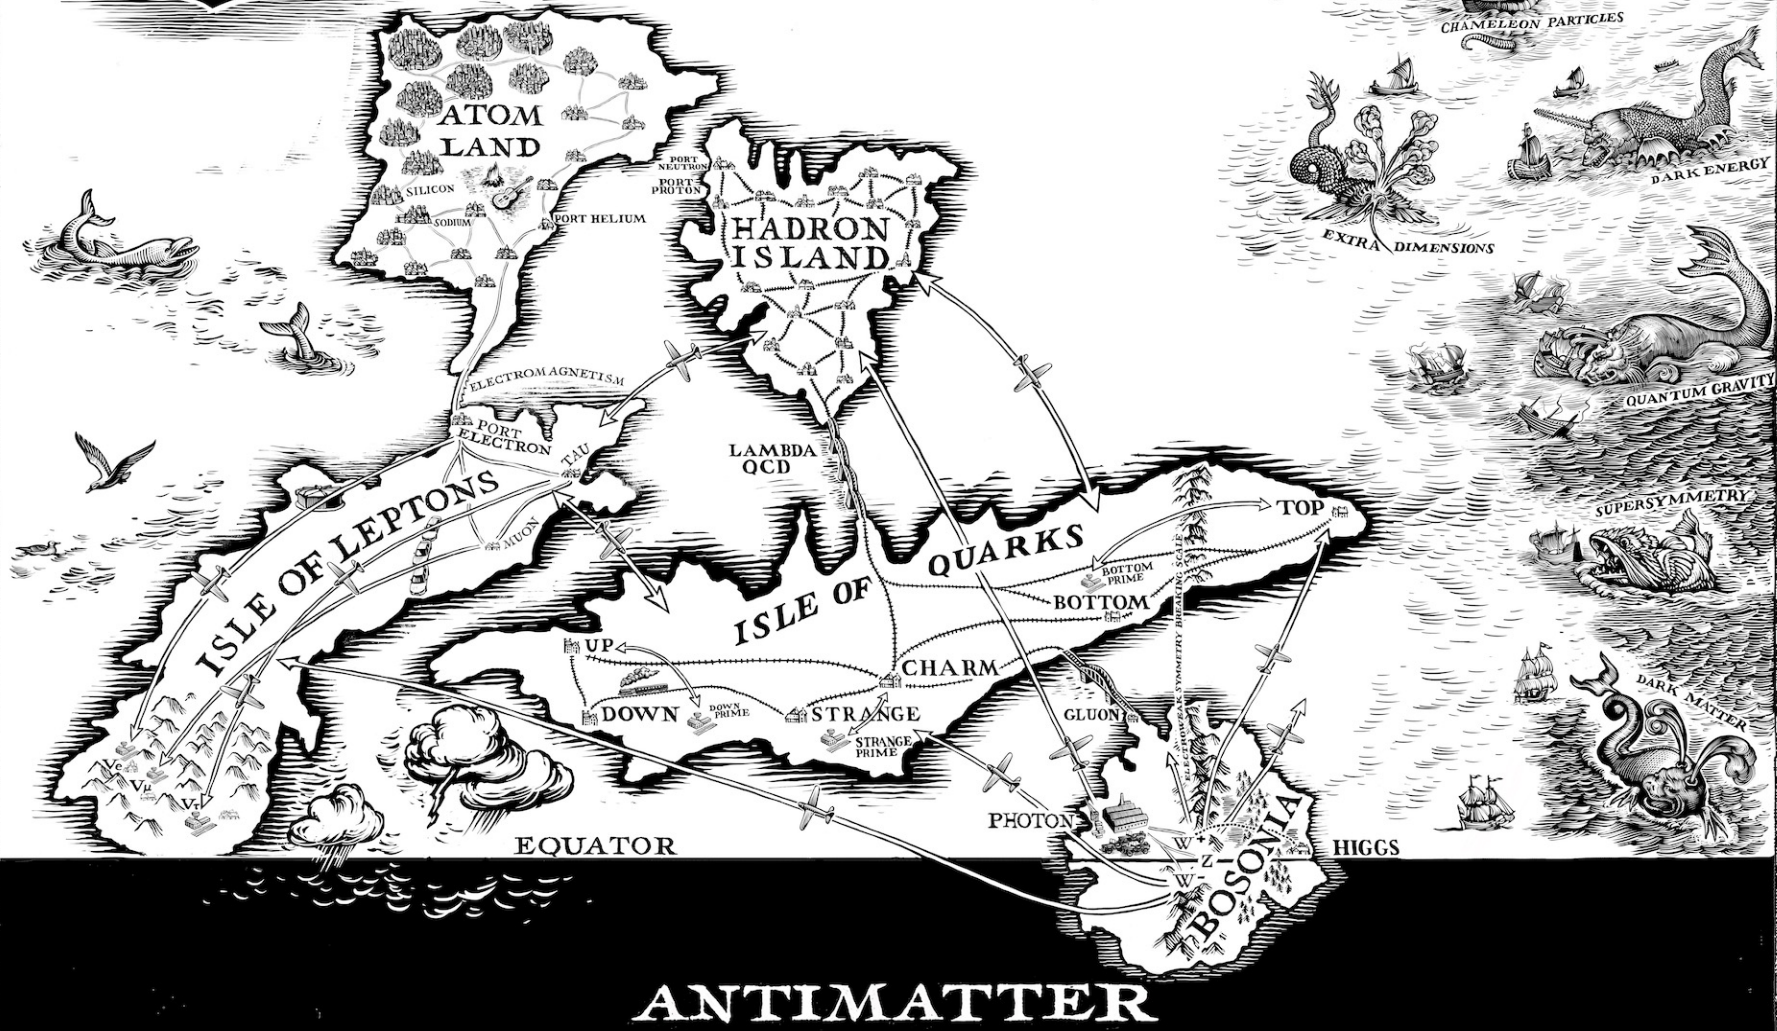 CHAMELEON PARTICLES
ATOM
LAND
PORT
NEUTRON
PORT
PROTON
DARK ENERGY
SILICON
SODIUM
PORT HELIUM
HADRON
ISLAND
EXTRA DIMENSIONS
ELECTROMAGNETISM
QUANTUM GRAVITY
PORT
ELECTRON
TAU
LAMBDA
QCD
ISLE OF LEPTONS
MUON
SUPERSYMMETRY
TOP
ISLE OF QUARKS
BOTTOM
PRIME
BOTTOM
ELECTROWEAK SYMMETRY BREAKING SCALE
UP
CHARM
DOWN
DOWN
PRIME
STRANGE
GLUON
STRANGE
PRIME
DARK MATTER
Ve
Vμ
Vτ
PHOTON
W+
Z
W-
BOSONIA
EQUATOR
HIGGS
ANTIMATTER